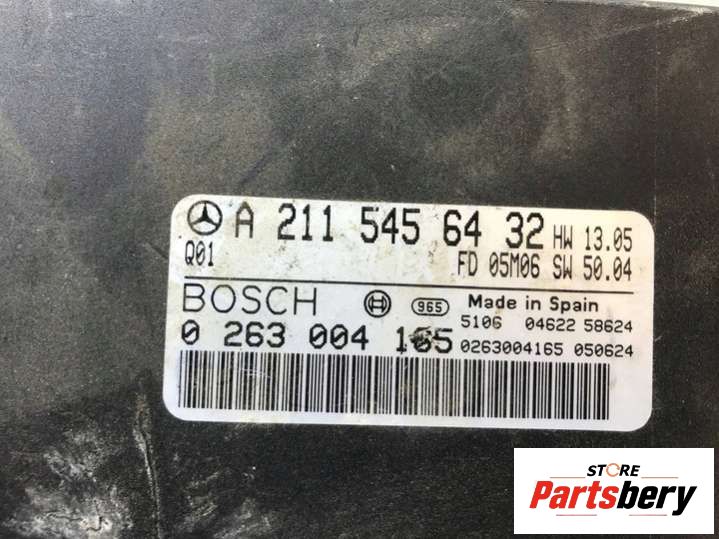 A 211 545 64 32 HW 13.05
Q01 FD 05M06 SW 50.04
BOSCH 965 Made in Spain
5106 04622 58624
0 263 004 165 0263004165 050624
STORE
Partsbery